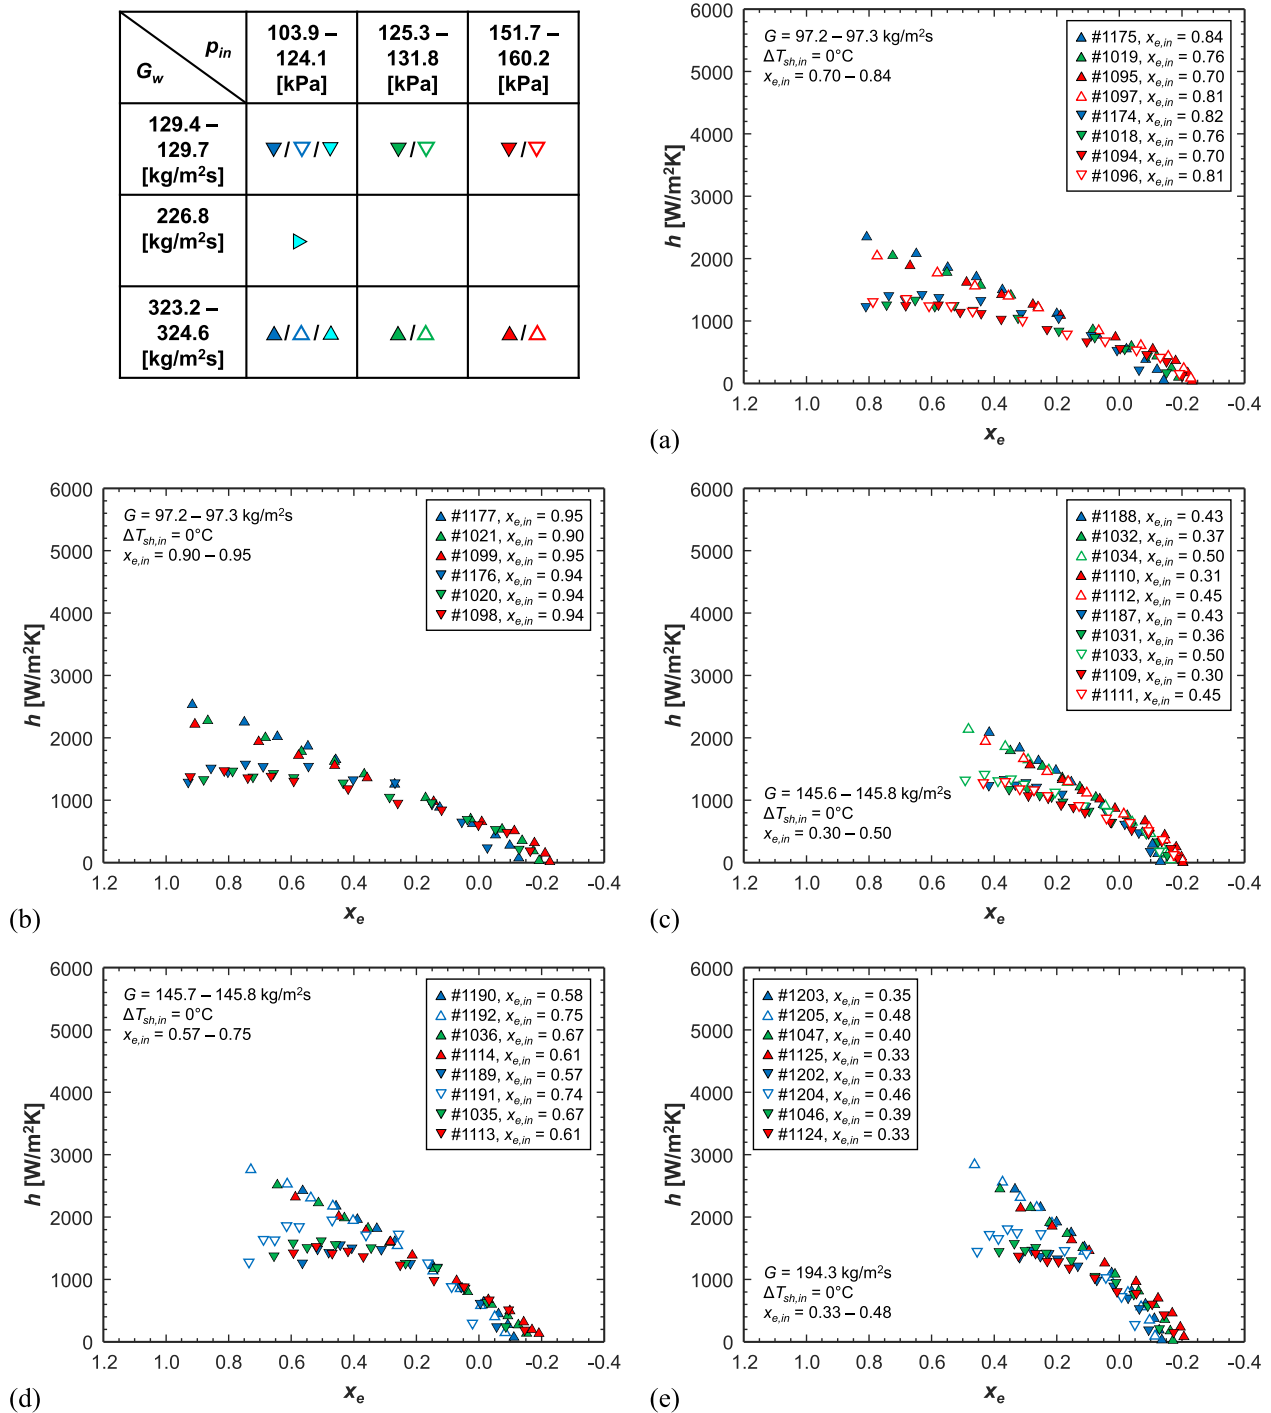 p_in
G_w
103.9 –
124.1
[kPa]
125.3 –
131.8
[kPa]
151.7 –
160.2
[kPa]
129.4 –
129.7
[kg/m²s]
▼/▽/▼
▼/▽
▼/▽
226.8
[kg/m²s]
323.2 –
324.6
[kg/m²s]
▲/△/▲
▲/△
▲/△
6000
5000
4000
3000
2000
1000
0
h [W/m²K]
G = 97.2 – 97.3 kg/m²s
ΔT_sh,in = 0°C
x_e,in = 0.70 – 0.84
#1175, x_e,in = 0.84
#1019, x_e,in = 0.76
#1095, x_e,in = 0.70
#1097, x_e,in = 0.81
#1174, x_e,in = 0.82
#1018, x_e,in = 0.76
#1094, x_e,in = 0.70
#1096, x_e,in = 0.81
1.2 1.0 0.8 0.6 0.4 0.2 0.0 -0.2 -0.4
x_e
(a)
6000
5000
4000
3000
2000
1000
0
h [W/m²K]
G = 97.2 – 97.3 kg/m²s
ΔT_sh,in = 0°C
x_e,in = 0.90 – 0.95
#1177, x_e,in = 0.95
#1021, x_e,in = 0.90
#1099, x_e,in = 0.95
#1176, x_e,in = 0.94
#1020, x_e,in = 0.94
#1098, x_e,in = 0.94
1.2 1.0 0.8 0.6 0.4 0.2 0.0 -0.2 -0.4
x_e
(b)
6000
5000
4000
3000
2000
1000
0
h [W/m²K]
#1188, x_e,in = 0.43
#1032, x_e,in = 0.37
#1034, x_e,in = 0.50
#1110, x_e,in = 0.31
#1112, x_e,in = 0.45
#1187, x_e,in = 0.43
#1031, x_e,in = 0.36
#1033, x_e,in = 0.50
#1109, x_e,in = 0.30
#1111, x_e,in = 0.45
G = 145.6 – 145.8 kg/m²s
ΔT_sh,in = 0°C
x_e,in = 0.30 – 0.50
1.2 1.0 0.8 0.6 0.4 0.2 0.0 -0.2 -0.4
x_e
(c)
6000
5000
4000
3000
2000
1000
0
h [W/m²K]
G = 145.7 – 145.8 kg/m²s
ΔT_sh,in = 0°C
x_e,in = 0.57 – 0.75
#1190, x_e,in = 0.58
#1192, x_e,in = 0.75
#1036, x_e,in = 0.67
#1114, x_e,in = 0.61
#1189, x_e,in = 0.57
#1191, x_e,in = 0.74
#1035, x_e,in = 0.67
#1113, x_e,in = 0.61
1.2 1.0 0.8 0.6 0.4 0.2 0.0 -0.2 -0.4
x_e
(d)
6000
5000
4000
3000
2000
1000
0
h [W/m²K]
#1203, x_e,in = 0.35
#1205, x_e,in = 0.48
#1047, x_e,in = 0.40
#1125, x_e,in = 0.33
#1202, x_e,in = 0.33
#1204, x_e,in = 0.46
#1046, x_e,in = 0.39
#1124, x_e,in = 0.33
G = 194.3 kg/m²s
ΔT_sh,in = 0°C
x_e,in = 0.33 – 0.48
1.2 1.0 0.8 0.6 0.4 0.2 0.0 -0.2 -0.4
x_e
(e)